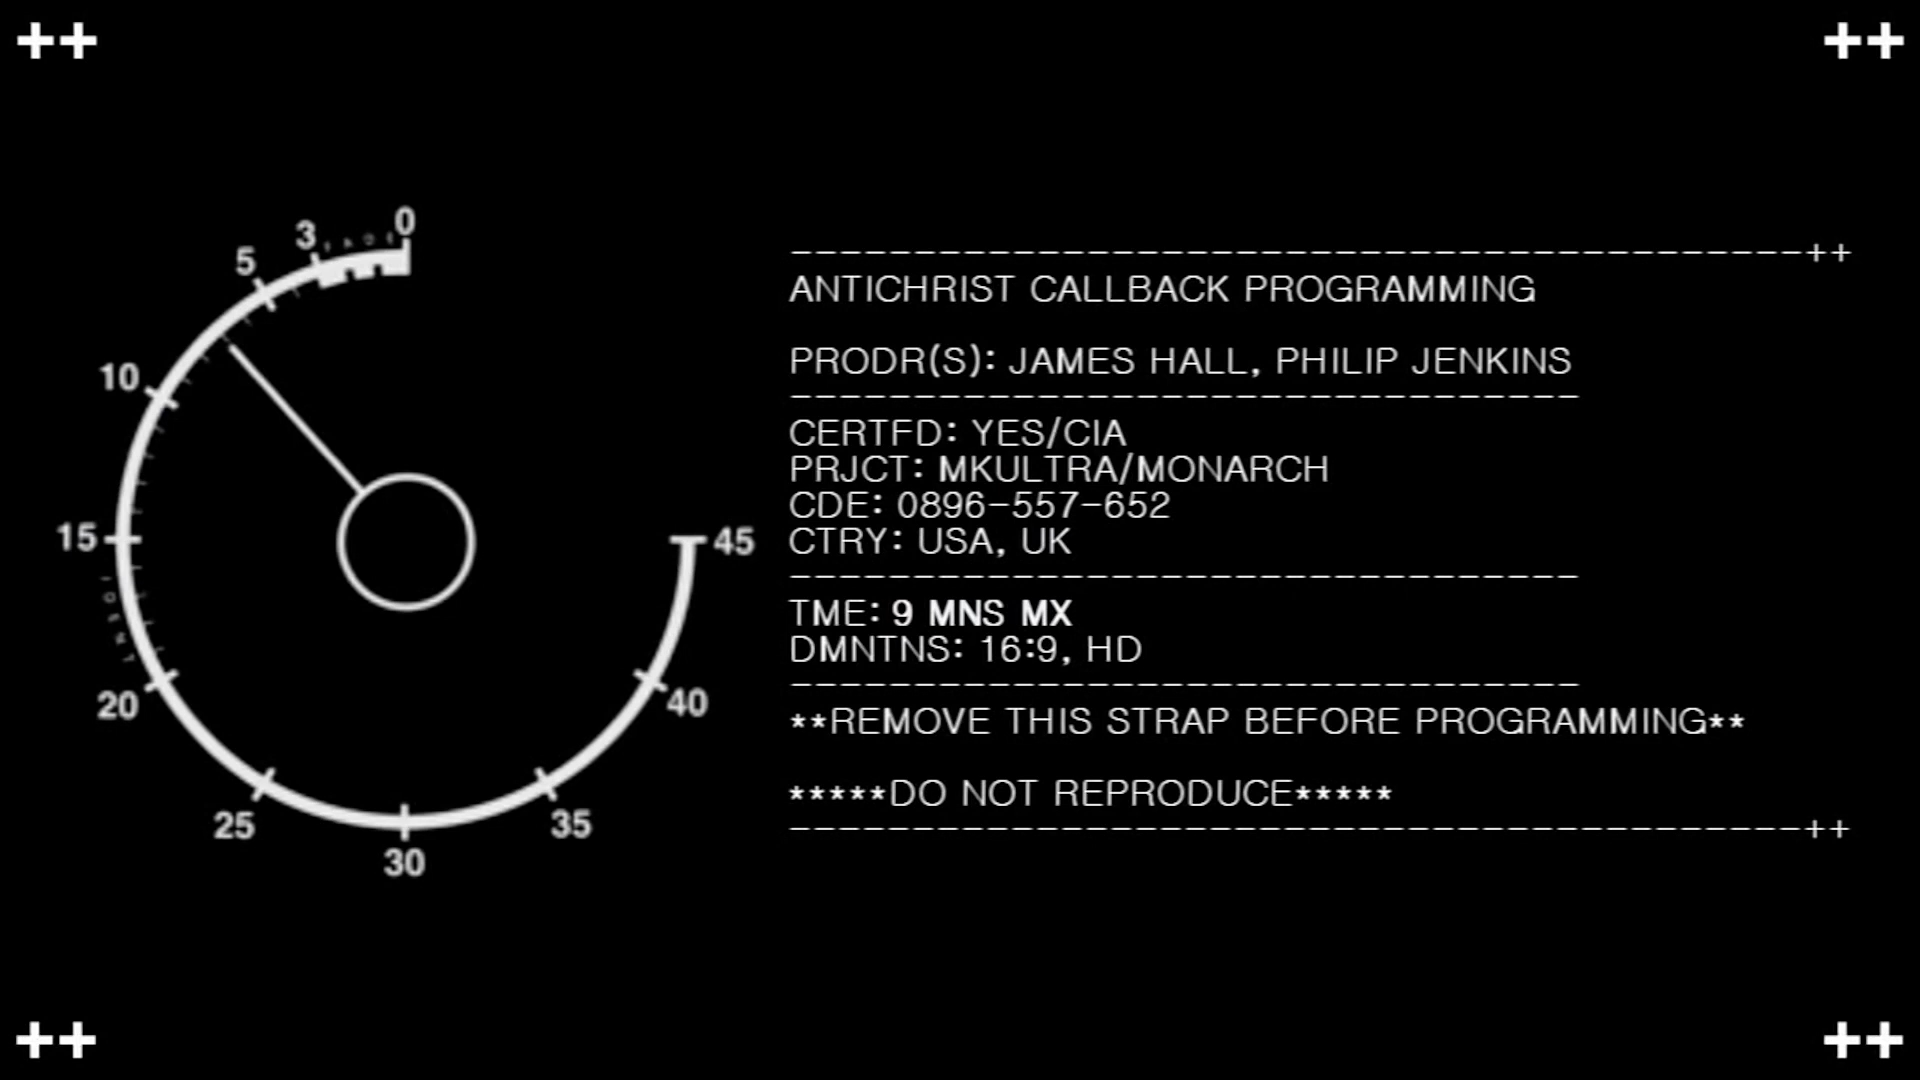 ++ ++
0
3
5
10
15
20
25
30
35
40
45
----------------------------------------++
ANTICHRIST CALLBACK PROGRAMMING
PRODR(S): JAMES HALL, PHILIP JENKINS
-------------------------------
CERTFD: YES/CIA
PRJCT: MKULTRA/MONARCH
CDE: 0896-557-652
CTRY: USA, UK
-------------------------------
TME: 9 MNS MX
DMNTNS: 16:9, HD
-------------------------------
**REMOVE THIS STRAP BEFORE PROGRAMMING**
*****DO NOT REPRODUCE*****
----------------------------------------++
++ ++